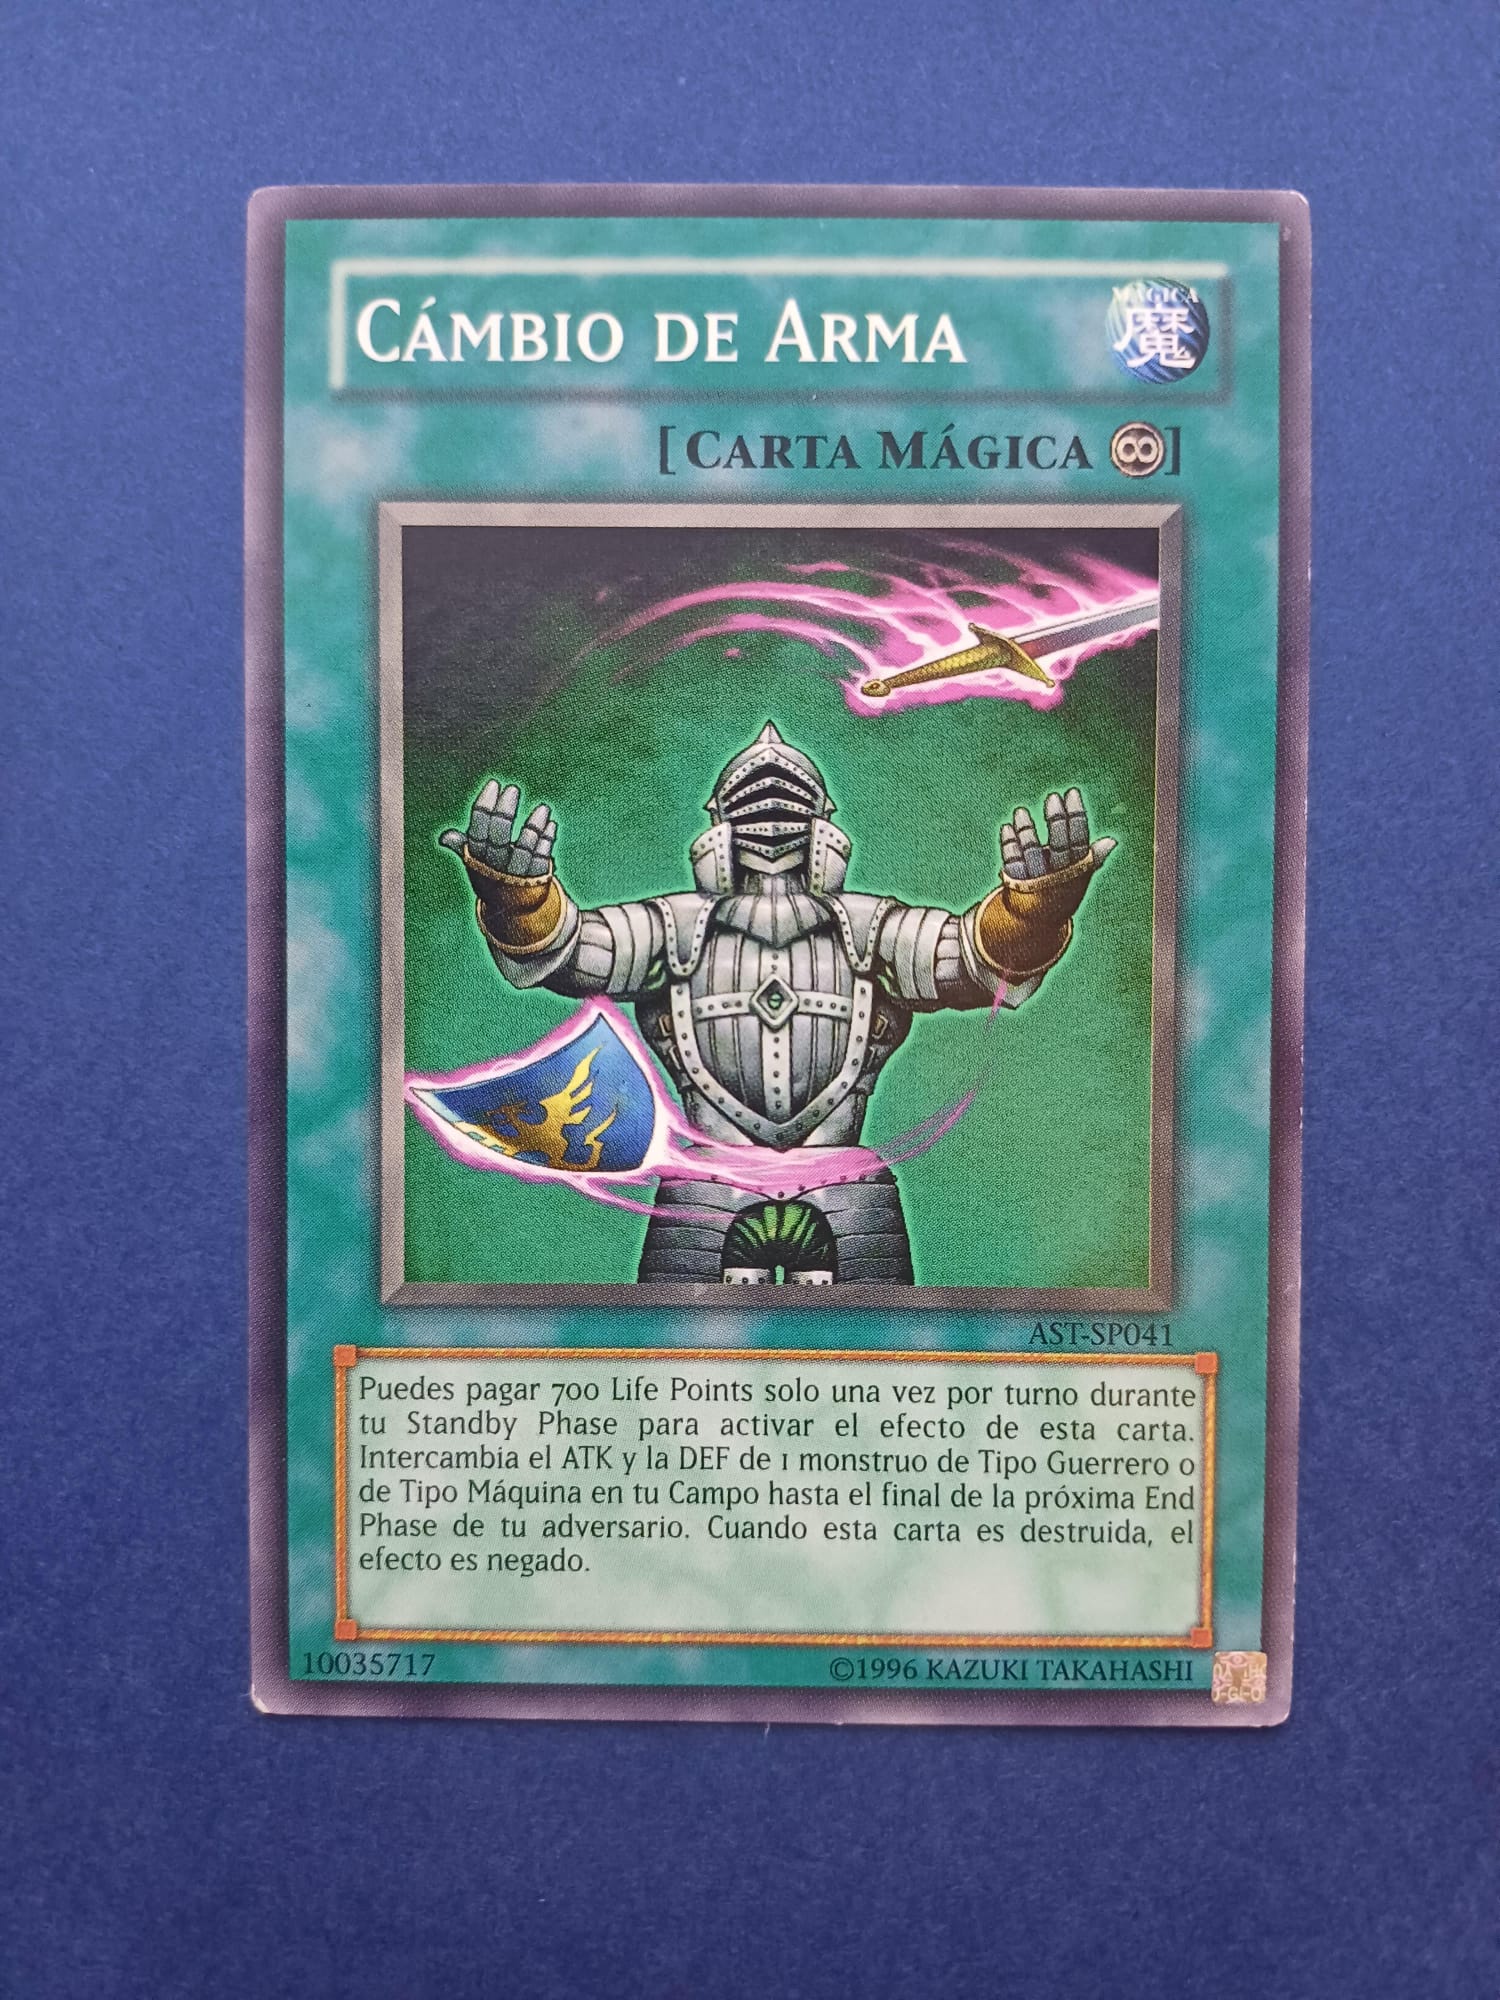 CÁMBIO DE ARMA
MÁGICA
魔
[CARTA MÁGICA ∞]
AST-SP041
Puedes pagar 700 Life Points solo una vez por turno durante
tu Standby Phase para activar el efecto de esta carta.
Intercambia el ATK y la DEF de 1 monstruo de Tipo Guerrero o
de Tipo Máquina en tu Campo hasta el final de la próxima End
Phase de tu adversario. Cuando esta carta es destruida, el
efecto es negado.
10035717
©1996 KAZUKI TAKAHASHI